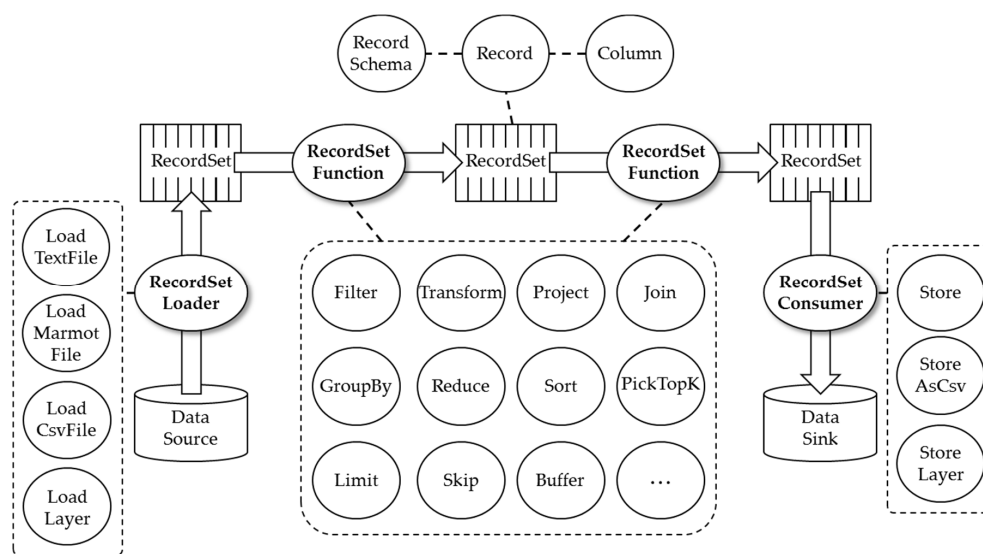 Record
Schema
Record
Column
RecordSet
RecordSet
Function
RecordSet
RecordSet
Function
RecordSet
Load
TextFile
Load
Marmot
File
Load
CsvFile
Load
Layer
RecordSet
Loader
Data
Source
Filter
Transform
Project
Join
GroupBy
Reduce
Sort
PickTopK
Limit
Skip
Buffer
...
RecordSet
Consumer
Data
Sink
Store
Store
AsCsv
Store
Layer